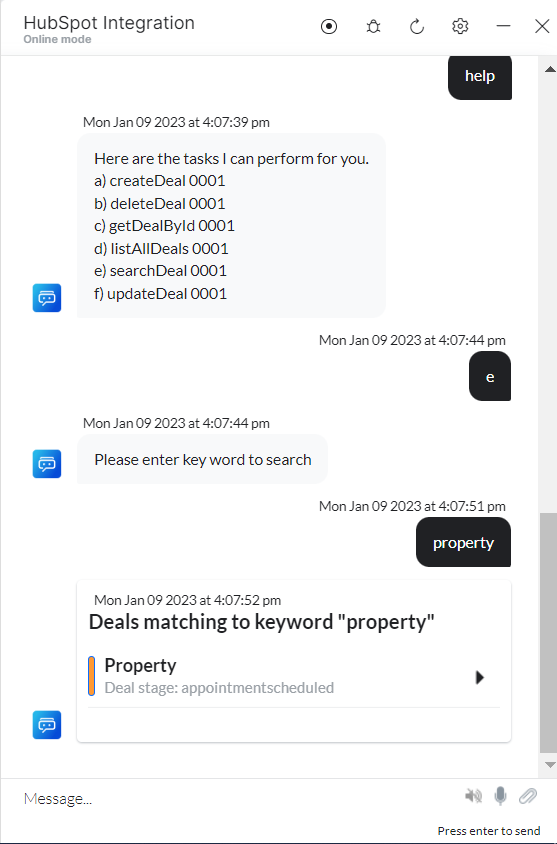 HubSpot Integration
Online mode
help
Mon Jan 09 2023 at 4:07:39 pm
Here are the tasks I can perform for you.
a) createDeal 0001
b) deleteDeal 0001
c) getDealById 0001
d) listAllDeals 0001
e) searchDeal 0001
f) updateDeal 0001
Mon Jan 09 2023 at 4:07:44 pm
e
Mon Jan 09 2023 at 4:07:44 pm
Please enter key word to search
Mon Jan 09 2023 at 4:07:51 pm
property
Mon Jan 09 2023 at 4:07:52 pm
Deals matching to keyword "property"
Property
Deal stage: appointmentscheduled
Message...
Press enter to send